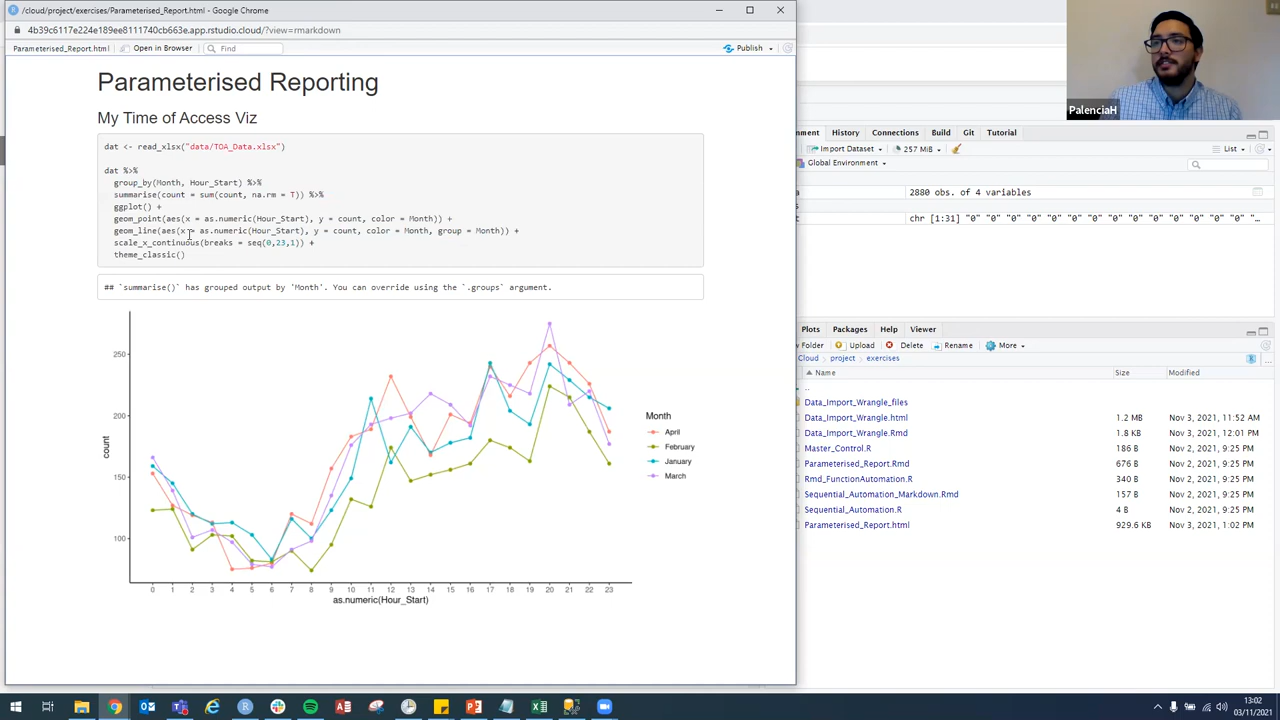 /cloud/project/exercises/Parameterised_Report.html - Google Chrome
4b39c6117e224e189ee8111740cb663e.app.rstudio.cloud/?view=rmarkdown
Parameterised_Report.html Open in Browser Find Publish
Parameterised Reporting
My Time of Access Viz
dat <- read_xlsx("data/TOA_Data.xlsx")
dat %>%
group_by(Month, Hour_Start) %>%
summarise(count = sum(count, na.rm = T)) %>%
ggplot() +
geom_point(aes(x = as.numeric(Hour_Start), y = count, color = Month)) +
geom_line(aes(x = as.numeric(Hour_Start), y = count, color = Month, group = Month)) +
scale_x_continuous(breaks = seq(0,23,1)) +
theme_classic()
## `summarise()` has grouped output by 'Month'. You can override using the `.groups` argument.
250
200
150
100
count
0 1 2 3 4 5 6 7 8 9 10 11 12 13 14 15 16 17 18 19 20 21 22 23
as.numeric(Hour_Start)
Month
April
February
January
March
PalenciaH
nment History Connections Build Git Tutorial
Import Dataset 257 MiB List
Global Environment
a 2880 obs. of 4 variables
s
t chr [1:31] "0" "0" "0" "0" "0" "0" "0" "0" "0" "0" "0" "…
Plots Packages Help Viewer
Folder Upload Delete Rename More
Cloud project exercises
Name Size Modified
..
Data_Import_Wrangle_files
Data_Import_Wrangle.html 1.2 MB Nov 3, 2021, 11:52 AM
Data_Import_Wrangle.Rmd 1.8 KB Nov 3, 2021, 12:01 PM
Master_Control.R 186 B Nov 2, 2021, 9:25 PM
Parameterised_Report.Rmd 676 B Nov 2, 2021, 9:25 PM
Rmd_FunctionAutomation.R 340 B Nov 2, 2021, 9:25 PM
Sequential_Automation_Markdown.Rmd 157 B Nov 2, 2021, 9:25 PM
Sequential_Automation.R 4 B Nov 2, 2021, 9:25 PM
Parameterised_Report.html 929.6 KB Nov 3, 2021, 1:02 PM
13:02
03/11/2021